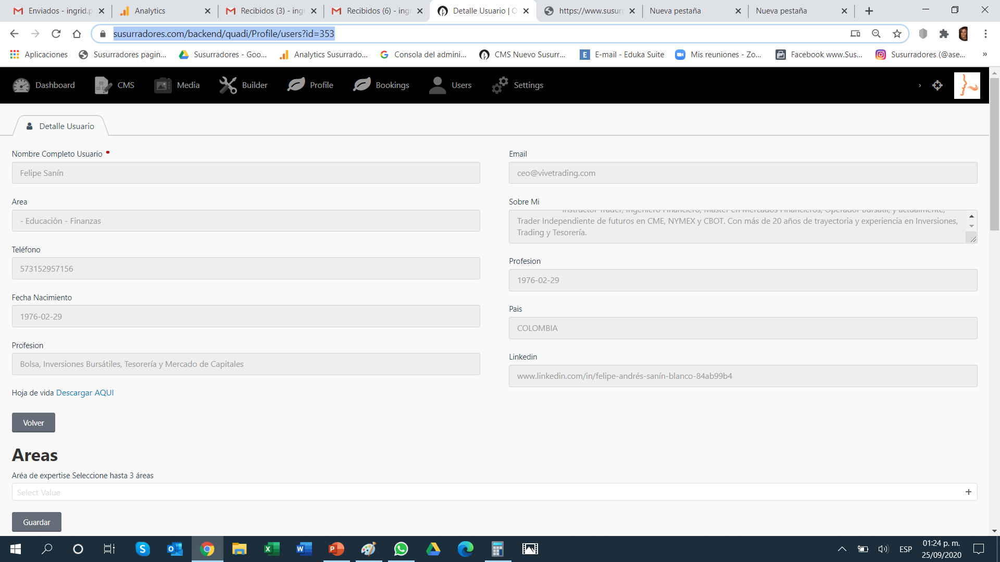 Enviados - ingrid.p
Analytics
Recibidos (3) - ingri
Recibidos (6) - ingri
Detalle Usuario | O
https://www.susurr
Nueva pestaña
Nueva pestaña
susurradores.com/backend/quadi/Profile/users?id=353
Aplicaciones
Susurradores pagin...
Susurradores - Goo...
Analytics Susurrado...
Consola del admini...
CMS Nuevo Susurr...
E-mail - Eduka Suite
Mis reuniones - Zo...
Facebook www.Sus...
Susurradores (@ase...
»
Dashboard
CMS
Media
Builder
Profile
Bookings
Users
Settings
Detalle Usuario
Nombre Completo Usuario
Felipe Sanín
Email
ceo@vivetrading.com
Area
- Educación - Finanzas
Sobre Mi
Instructor Trader, Ingeniero Financiero, Master en Mercados Financieros, Operador Bursátil, y actualmente,
Trader Independiente de futuros en CME, NYMEX y CBOT. Con más de 20 años de trayectoria y experiencia en Inversiones,
Trading y Tesorería.
Teléfono
573152957156
Profesion
1976-02-29
Fecha Nacimiento
1976-02-29
Pais
COLOMBIA
Profesion
Bolsa, Inversiones Bursátiles, Tesorería y Mercado de Capitales
Linkedin
www.linkedin.com/in/felipe-andrés-sanín-blanco-84ab99b4
Hoja de vida Descargar AQUI
Volver
Areas
Aréa de expertise Seleccione hasta 3 áreas
Select Value
Guardar
ESP
01:24 p. m.
25/09/2020